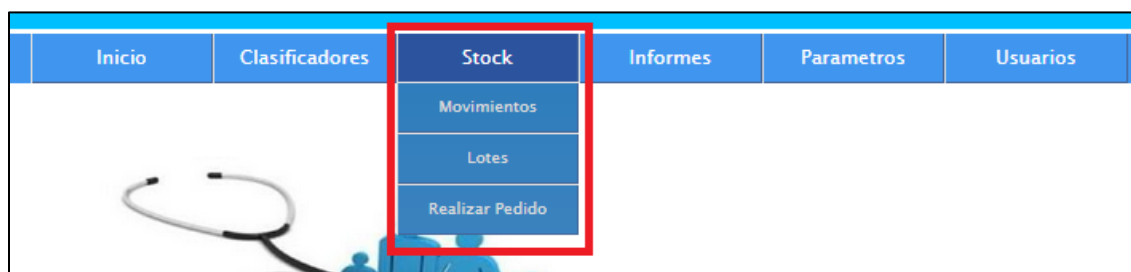 Inicio Clasificadores Stock Informes Parametros Usuarios
Movimientos
Lotes
Realizar Pedido